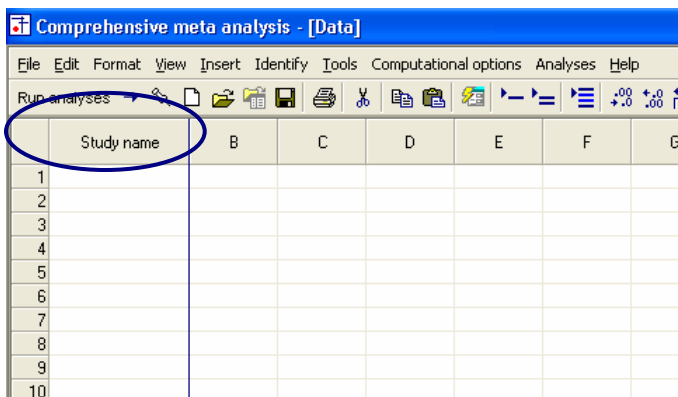 Comprehensive meta analysis - [Data]
File Edit Format View Insert Identify Tools Computational options Analyses Help
Run analyses
Study name B C D E F G
1
2
3
4
5
6
7
8
9
10